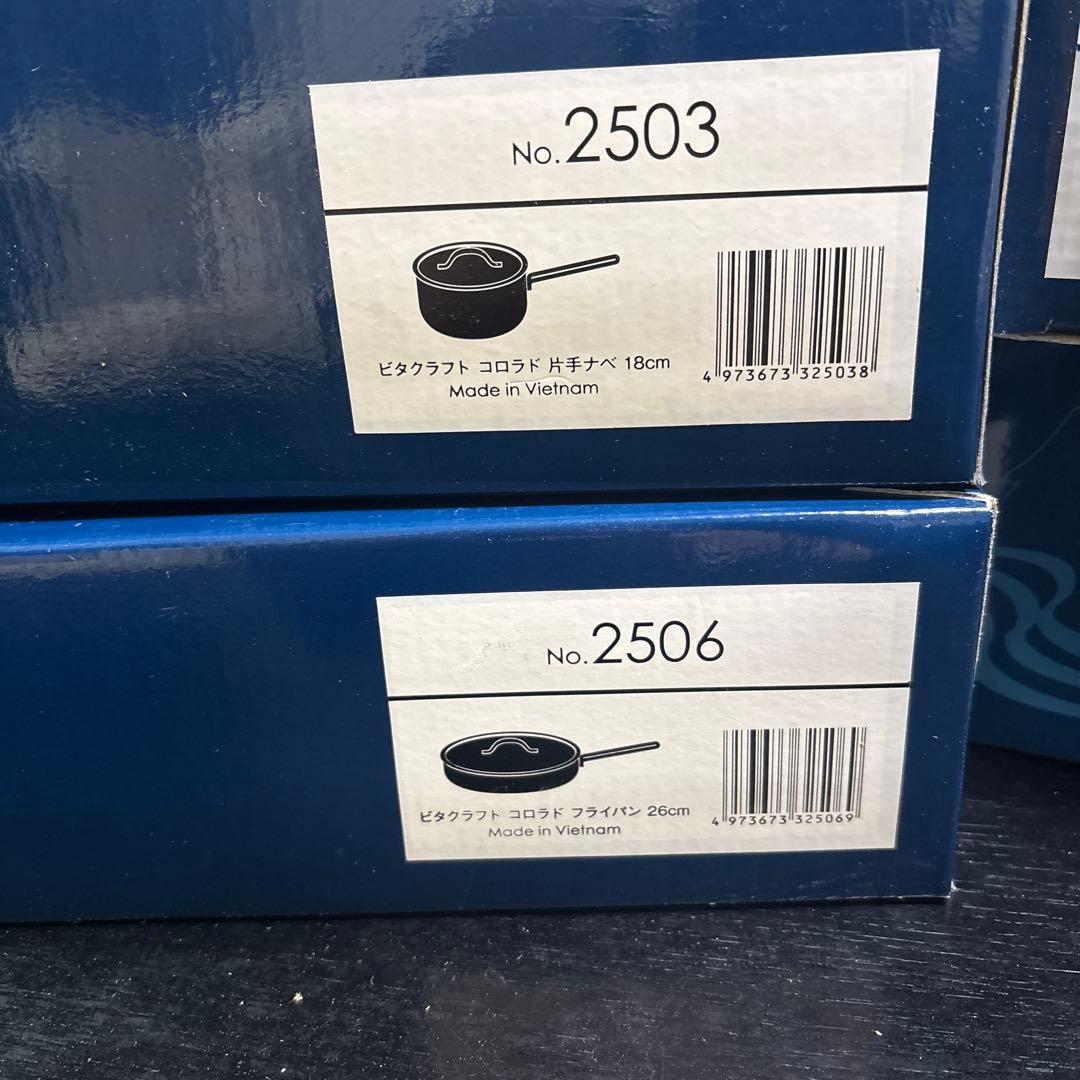 No.2503
ビタクラフト コロラド 片手ナベ 18cm
Made in Vietnam
4 973673 325038
No.2506
ビタクラフト コロラド フライパン 26cm
Made in Vietnam
4 973673 325069